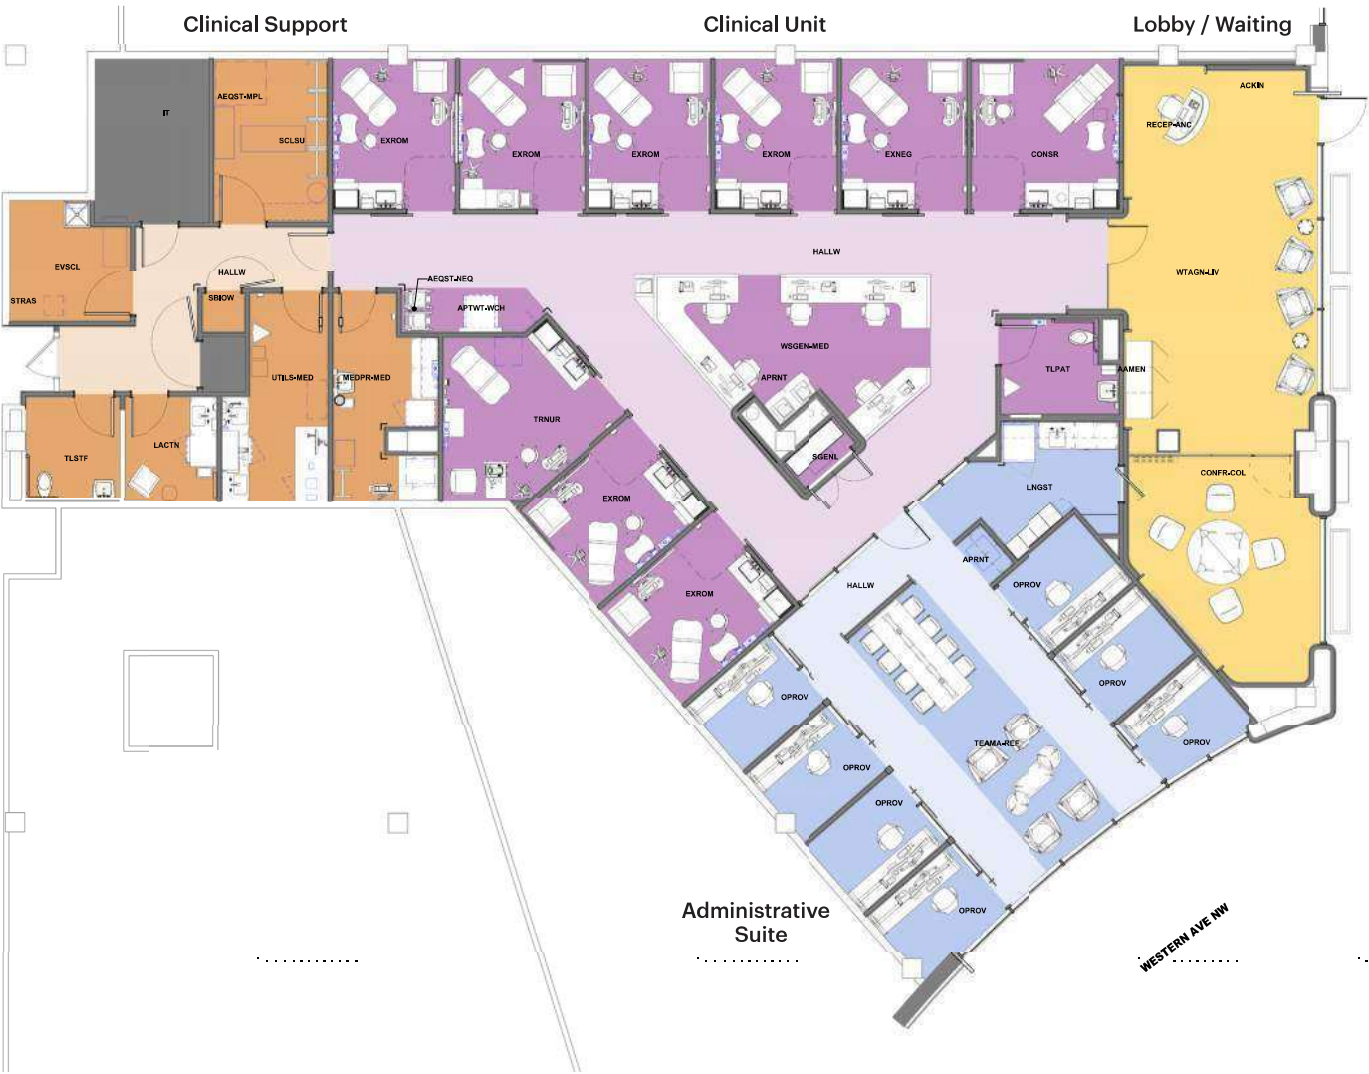 Clinical Support
Clinical Unit
Lobby / Waiting
AEQST-MPL
IT
SCLSU
EXROM
EXROM
EXROM
EXROM
EXNEG
CONSR
ACKIN
RECEP-ANC
HALLW
EVSCL
STRAS
HALLW
SBIOW
AEQST-NEQ
APTWT-WCH
WTAGN-LIV
WSGEN-MED
UTILS-MED
MEDPR-MED
APRNT
TLPAT
AAMEN
TRNUR
TLSTF
LACTN
SGENL
CONFR-COL
LNGST
EXROM
APRNT
HALLW
OPROV
EXROM
OPROV
OPROV
TEAMA-REF
OPROV
OPROV
OPROV
OPROV
Administrative
Suite
WESTERN AVE NW